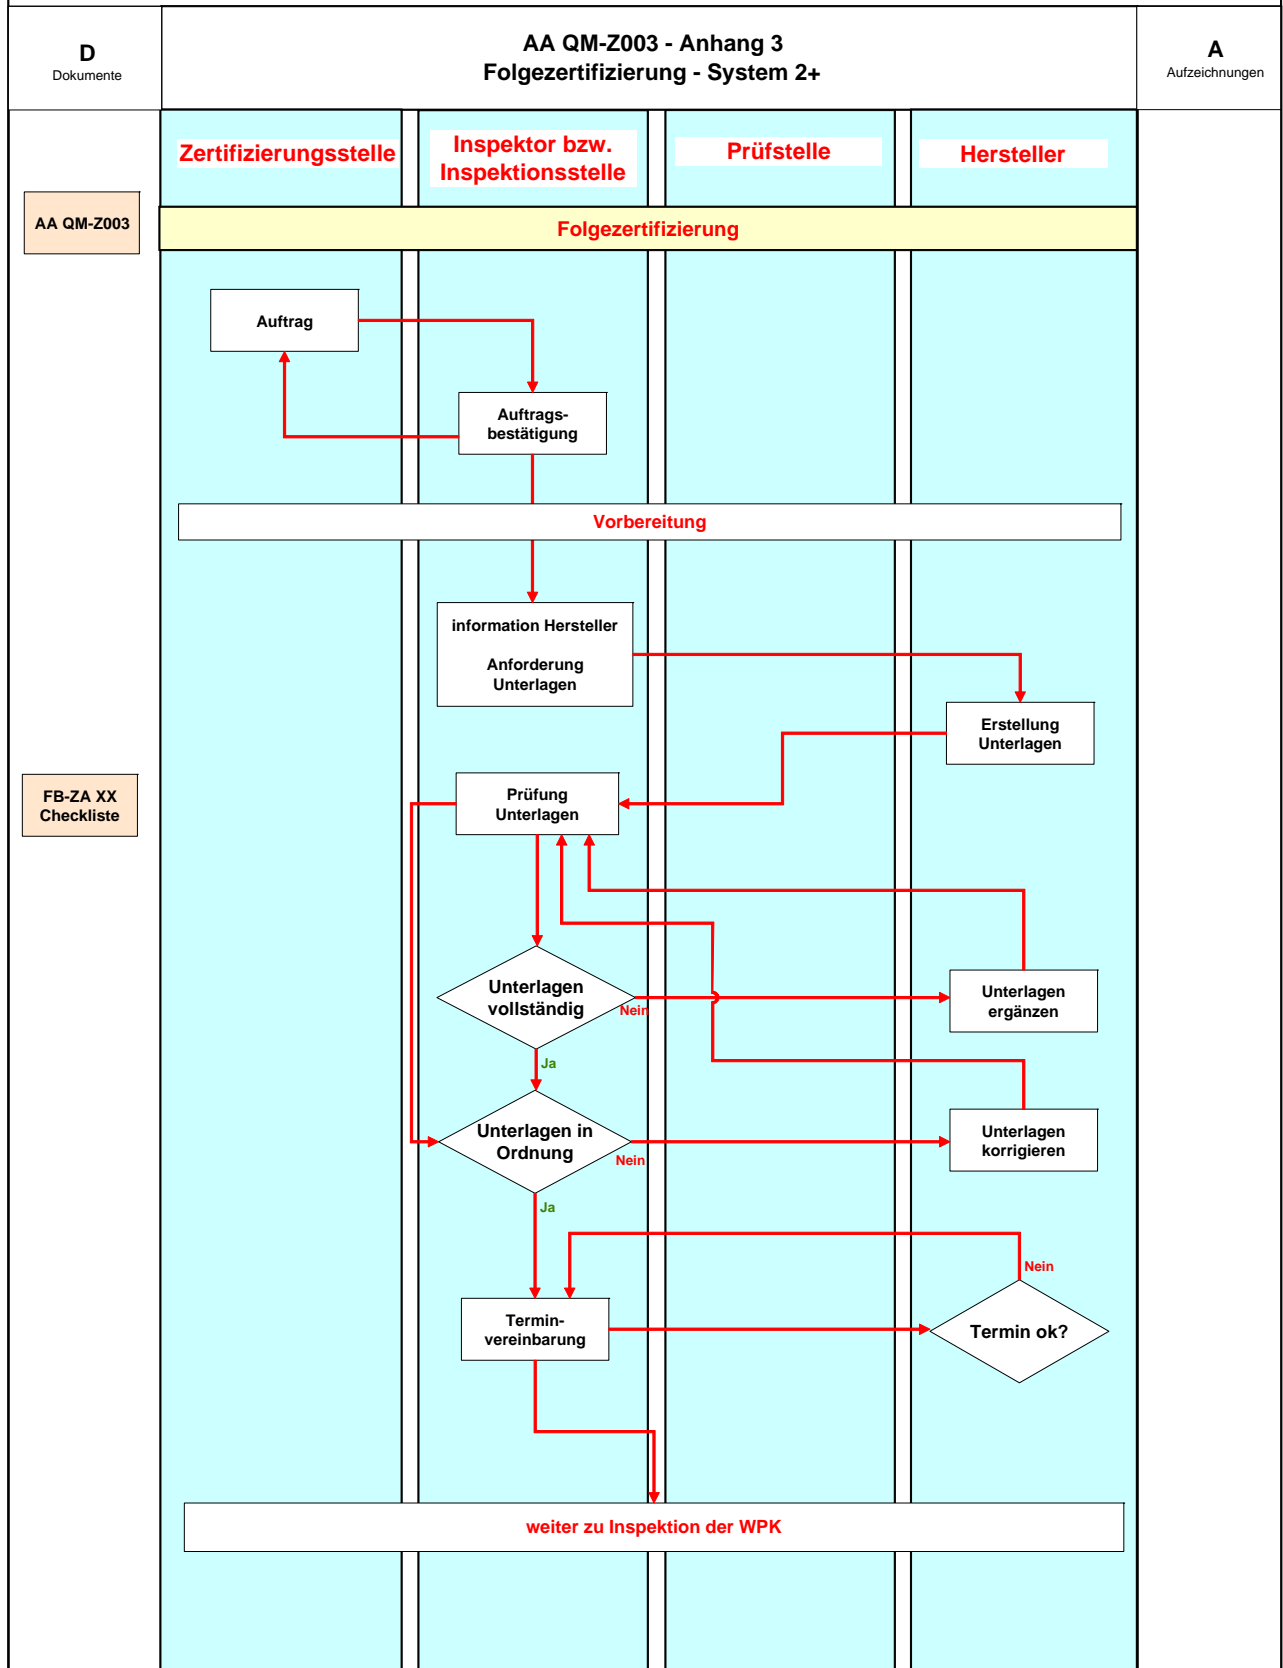 D
Dokumente
AA QM-Z003 - Anhang 3
Folgezertifizierung - System 2+
A
Aufzeichnungen
Zertifizierungsstelle
Inspektor bzw.
Inspektionsstelle
Prüfstelle
Hersteller
AA QM-Z003
Folgezertifizierung
Auftrag
Auftrags-
bestätigung
Vorbereitung
information Hersteller
Anforderung
Unterlagen
Erstellung
Unterlagen
FB-ZA XX
Checkliste
Prüfung
Unterlagen
Unterlagen
vollständig
Nein
Unterlagen
ergänzen
Ja
Unterlagen in
Ordnung
Nein
Unterlagen
korrigieren
Ja
Nein
Termin-
vereinbarung
Termin ok?
weiter zu Inspektion der WPK